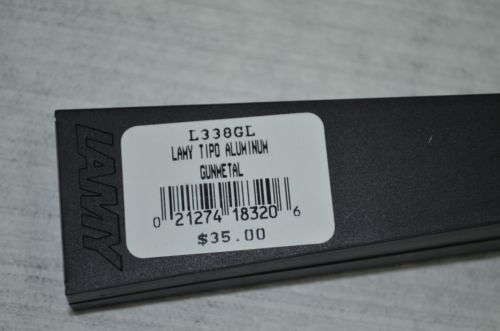 LAMY
L338GL
LAMY TIPO ALUMINUM
GUNMETAL
0 21274 18320 6
$35.00